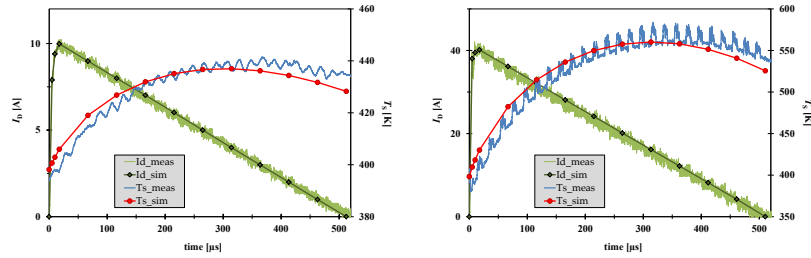 10
5
0
I_D [A]
460
440
420
400
380
T_S [K]
0 100 200 300 400 500
time [µs]
Id_meas
Id_sim
Ts_meas
Ts_sim
40
20
0
I_D [A]
600
550
500
450
400
350
T_S [K]
0 100 200 300 400 500
time [µs]
Id_meas
Id_sim
Ts_meas
Ts_sim